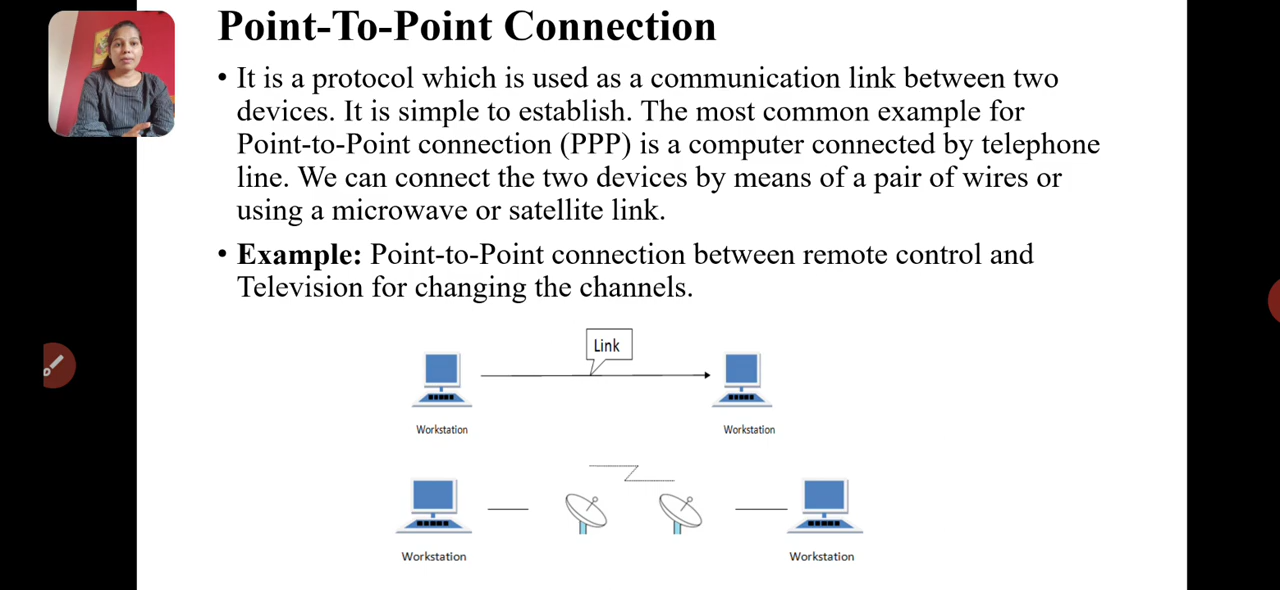 Point-To-Point Connection
• It is a protocol which is used as a communication link between two
devices. It is simple to establish. The most common example for
Point-to-Point connection (PPP) is a computer connected by telephone
line. We can connect the two devices by means of a pair of wires or
using a microwave or satellite link.
• Example: Point-to-Point connection between remote control and
Television for changing the channels.
Link
Workstation
Workstation
Workstation
Workstation